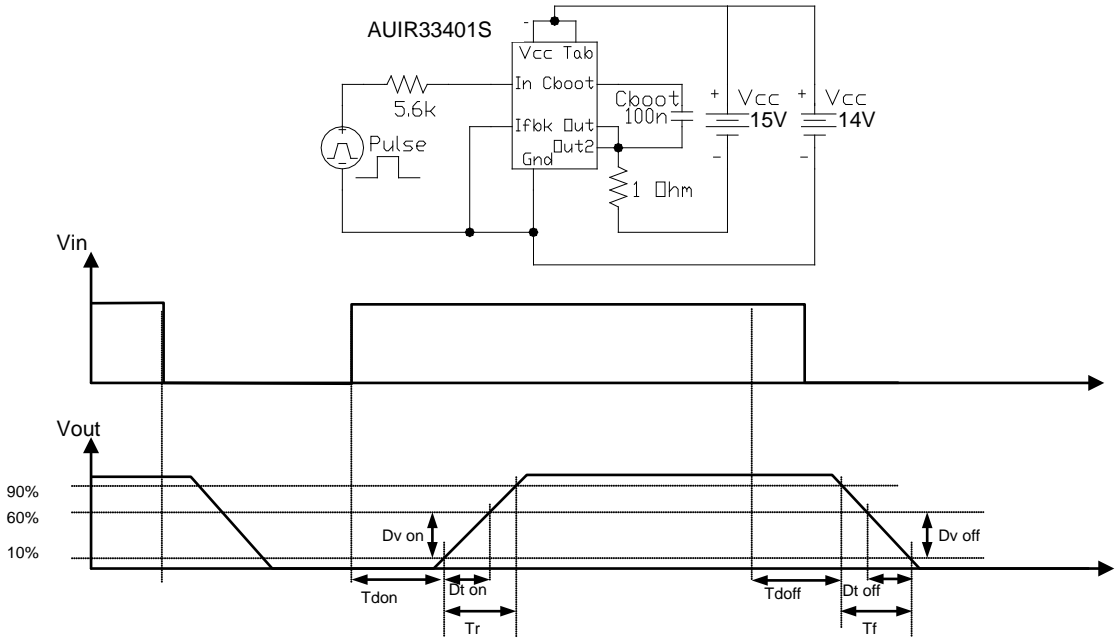 AUIR33401S
Vcc Tab
In Cboot
5.6k
Cboot
100n
+ Vcc
15V
-
+ Vcc
14V
-
Ifbk Out
Out2
Gnd
+ Pulse
-
1 Ohm
Vin
Vout
90%
60%
10%
Dv on
Dv off
Tdon
Dt on
Tr
Tdoff
Dt off
Tf